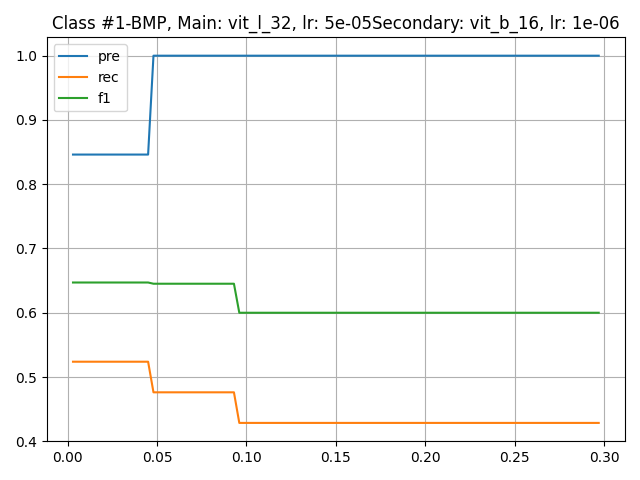 Class #1-BMP, Main: vit_l_32, lr: 5e-05Secondary: vit_b_16, lr: 1e-06
pre
rec
f1
1.0
0.9
0.8
0.7
0.6
0.5
0.4
0.00 0.05 0.10 0.15 0.20 0.25 0.30